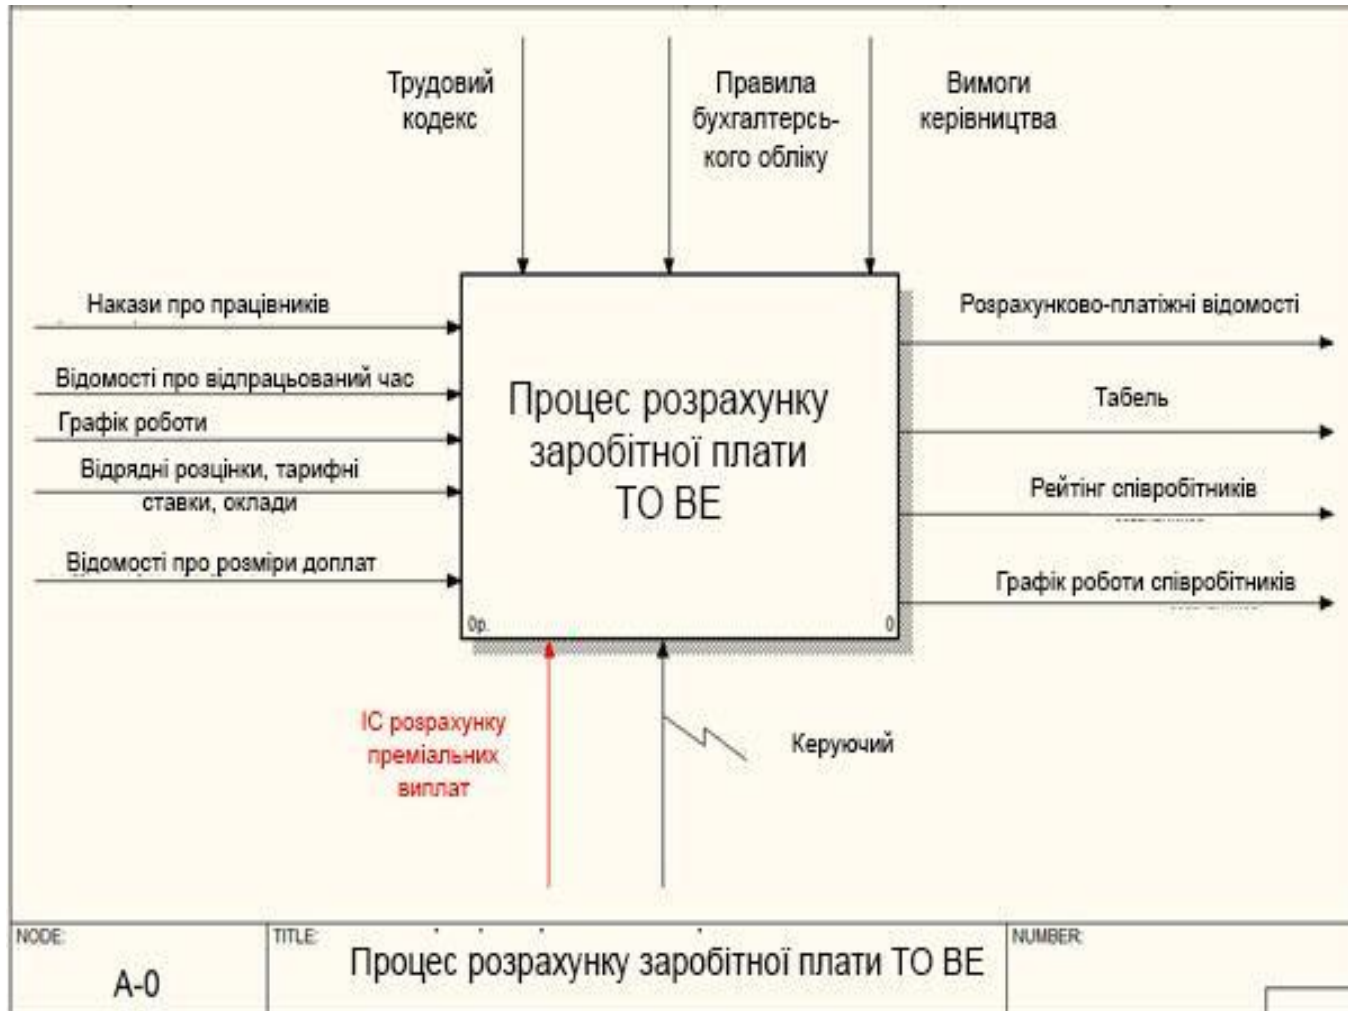 Трудовий
кодекс
Правила
бухгалтерсь-
кого обліку
Вимоги
керівництва
Накази про працівників
Відомості про відпрацьований час
Графік роботи
Відрядні розцінки, тарифні
ставки, оклади
Відомості про розміри доплат
Процес розрахунку
заробітної плати
TO BE
0р.
0
Розрахунково-платіжні відомості
Табель
Рейтінг співробітників
Графік роботи співробітників
ІС розрахунку
преміальних
виплат
Керуючий
NODE:
A-0
TITLE:
Процес розрахунку заробітної плати TO BE
NUMBER: